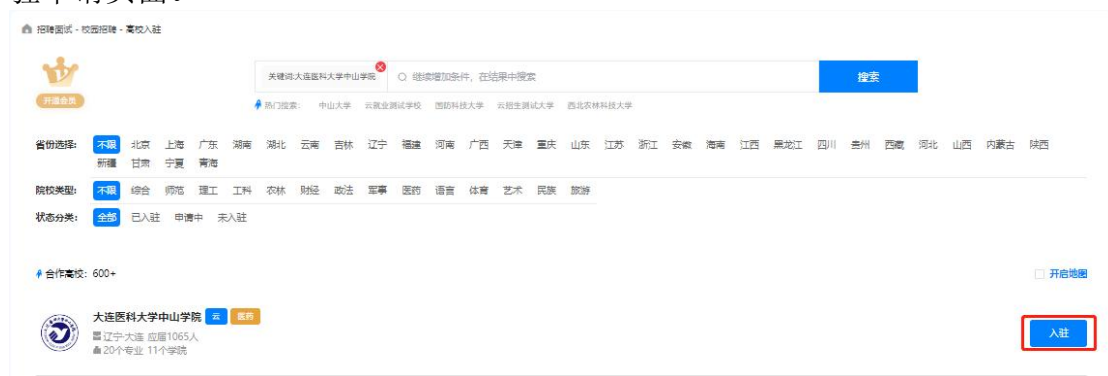 招聘面试 - 校园招聘 - 高校入驻
开通会员
关键词:大连医科大学中山学院 继续增加条件，在结果中搜索 搜索
热门搜索: 中山大学 云就业测试学校 国防科技大学 云招生测试大学 西北农林科技大学
省份选择: 不限 北京 上海 广东 湖南 湖北 云南 吉林 辽宁 福建 河南 广西 天津 重庆 山东 江苏 浙江 安徽 海南 江西 黑龙江 四川 贵州 西藏 河北 山西 内蒙古 陕西
新疆 甘肃 宁夏 青海
院校类型: 不限 综合 师范 理工 工科 农林 财经 政法 军事 医药 语言 体育 艺术 民族 旅游
状态分类: 全部 已入驻 申请中 未入驻
合作高校: 600+ 开启地图
大连医科大学中山学院 云 医药
辽宁·大连 应届1065人 入驻
20个专业 11个学院